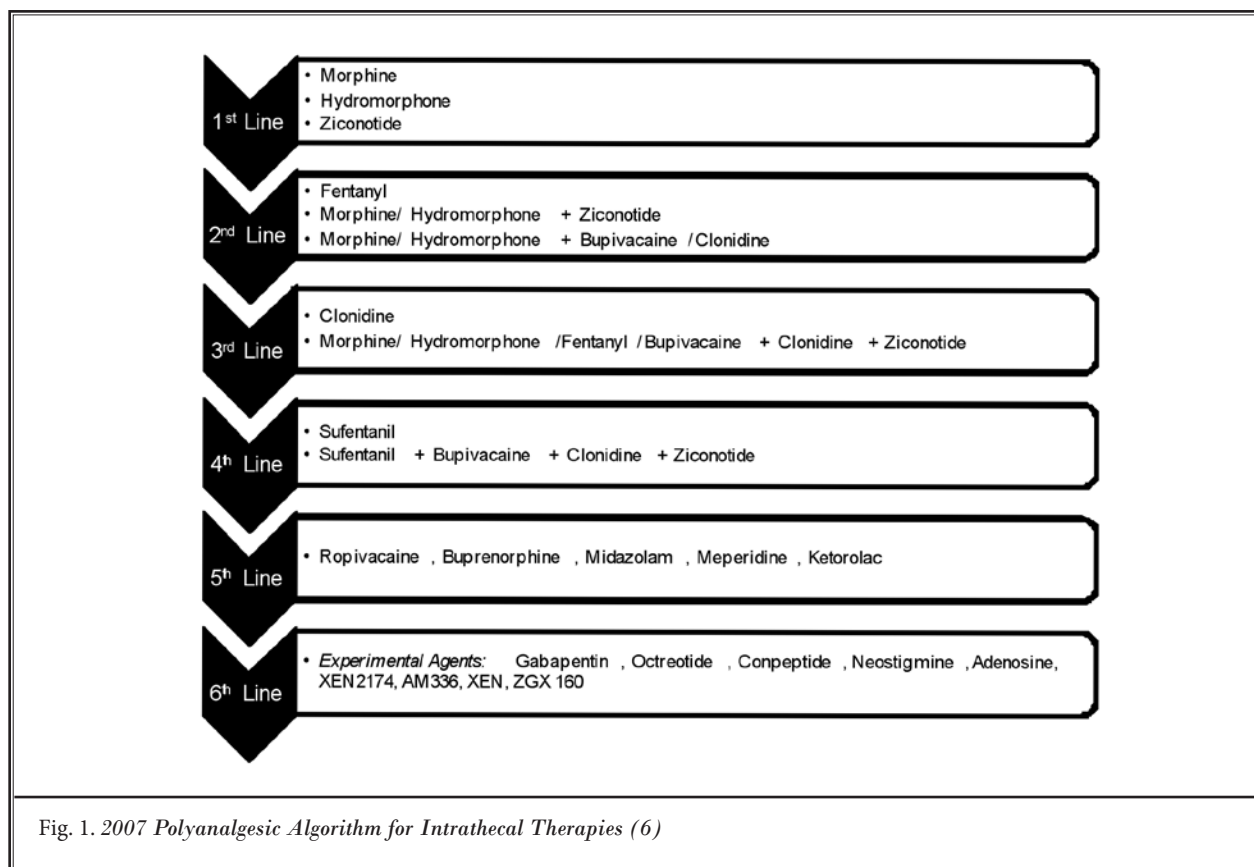 1st Line
• Morphine
• Hydromorphone
• Ziconotide
2nd Line
• Fentanyl
• Morphine/ Hydromorphone + Ziconotide
• Morphine/ Hydromorphone + Bupivacaine /Clonidine
3rd Line
• Clonidine
• Morphine/ Hydromorphone /Fentanyl /Bupivacaine + Clonidine + Ziconotide
4th Line
• Sufentanil
• Sufentanil + Bupivacaine + Clonidine + Ziconotide
5th Line
• Ropivacaine , Buprenorphine , Midazolam , Meperidine , Ketorolac
6th Line
• Experimental Agents: Gabapentin , Octreotide , Conpeptide , Neostigmine ,Adenosine,
XEN2174, AM336, XEN, ZGX 160
Fig. 1. 2007 Polyanalgesic Algorithm for Intrathecal Therapies (6)